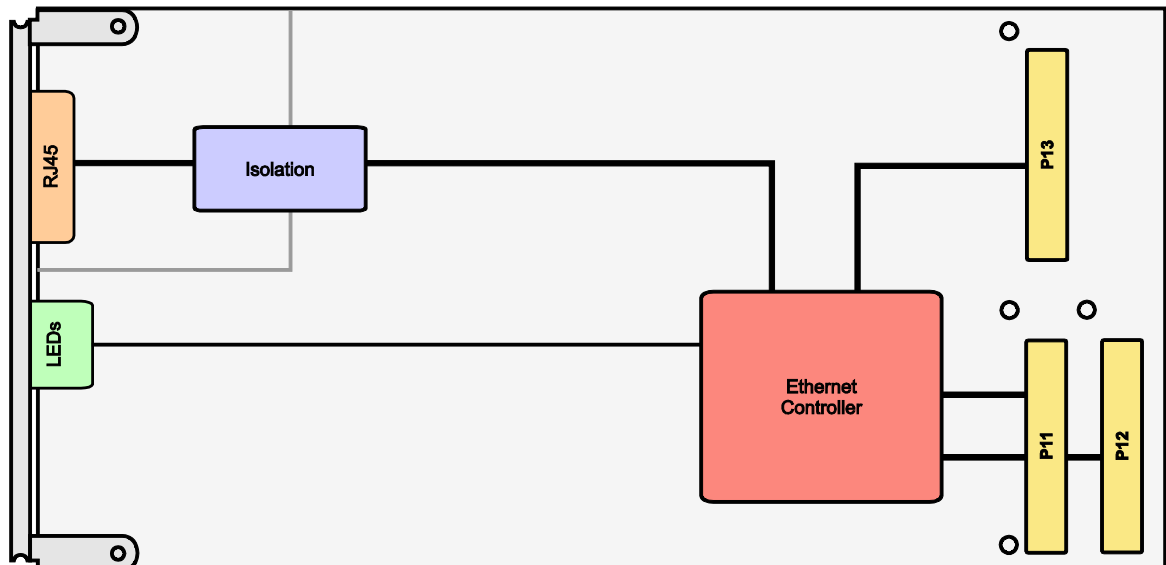 RJ45
Isolation
P13
LEDs
Ethernet
Controller
P11
P12